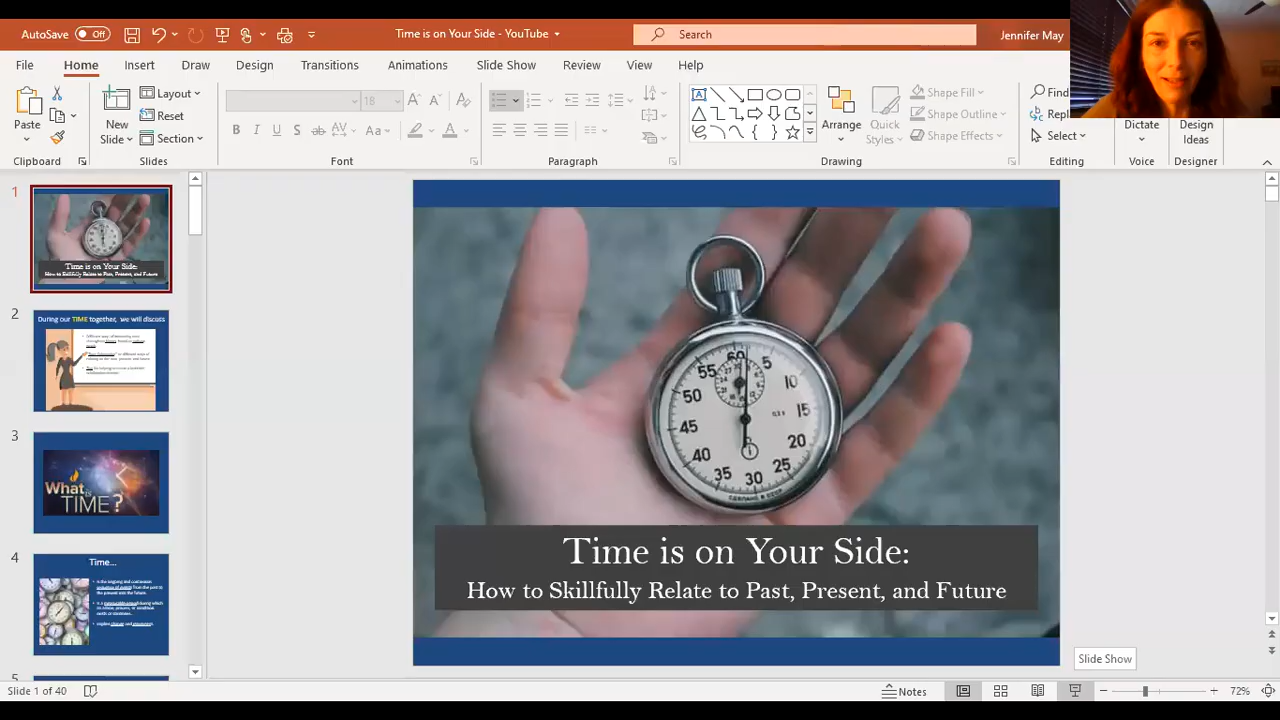 AutoSave Off
Time is on Your Side - YouTube
Search
Jennifer May
File Home Insert Draw Design Transitions Animations Slide Show Review View Help
Paste
Clipboard
New
Slide
Layout
Reset
Section
Slides
18
B I U S ab AV Aa A
Font
Paragraph
Arrange
Quick
Styles
Shape Fill
Shape Outline
Shape Effects
Drawing
Find
Select
Editing
Dictate
Voice
Design
Ideas
Designer
1
Time is on Your Side:
How to Skillfully Relate to Past, Present, and Future
2
During our TIME together, we will discuss
3
What is
TIME?
4
Time...
5
60
55 5
50 10
45 15
40 20
35 25
30
Time is on Your Side:
How to Skillfully Relate to Past, Present, and Future
Slide Show
Slide 1 of 40
Notes
72%